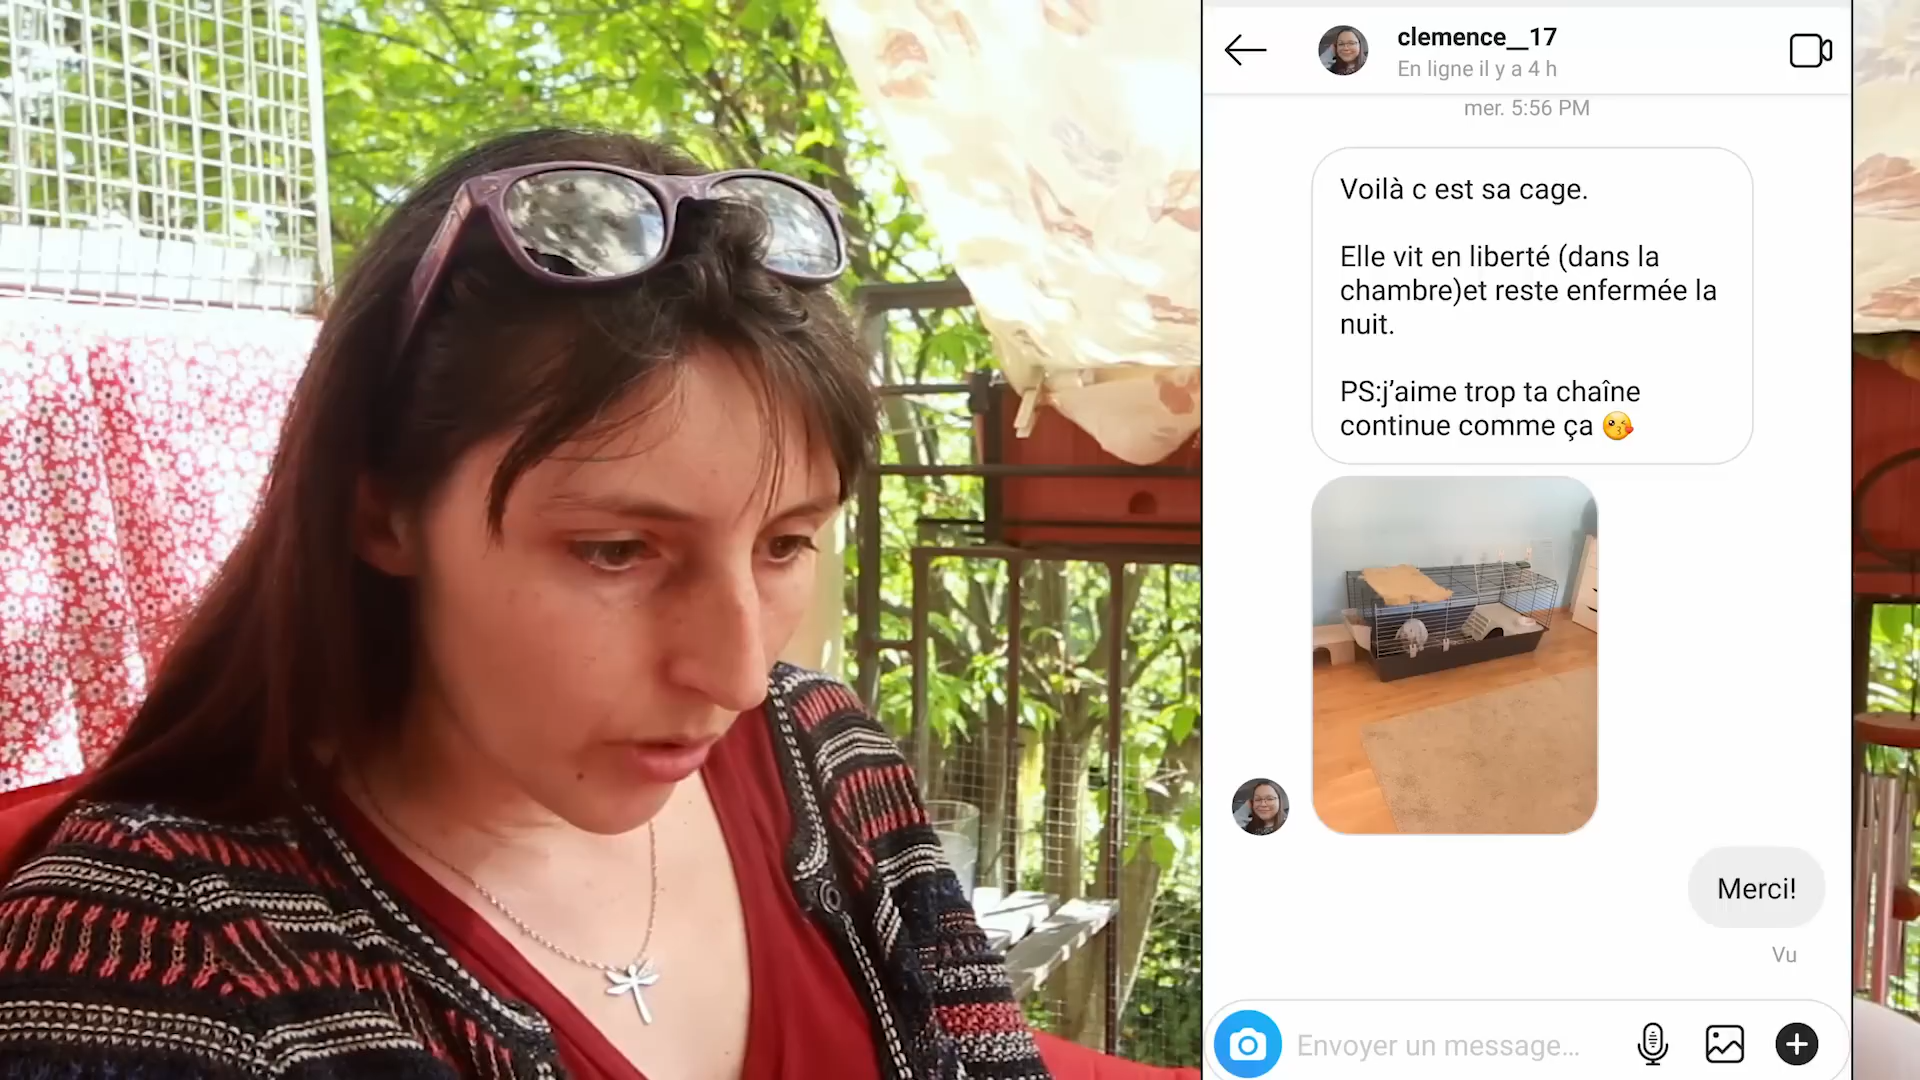 clemence__17
En ligne il y a 4 h
mer. 5:56 PM
Voilà c est sa cage.
Elle vit en liberté (dans la
chambre)et reste enfermée la
nuit.
PS:j’aime trop ta chaîne
continue comme ça 😘
Merci!
Vu
Envoyer un message...